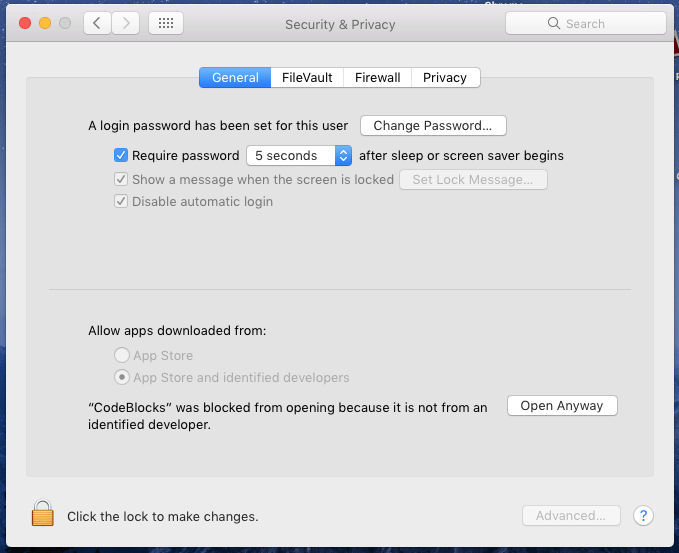 Security & Privacy
Search
General
FileVault
Firewall
Privacy
A login password has been set for this user
Change Password...
Require password
5 seconds
after sleep or screen saver begins
Show a message when the screen is locked
Set Lock Message...
Disable automatic login
Allow apps downloaded from:
App Store
App Store and identified developers
“CodeBlocks” was blocked from opening because it is not from an
identified developer.
Open Anyway
Click the lock to make changes.
Advanced...
?